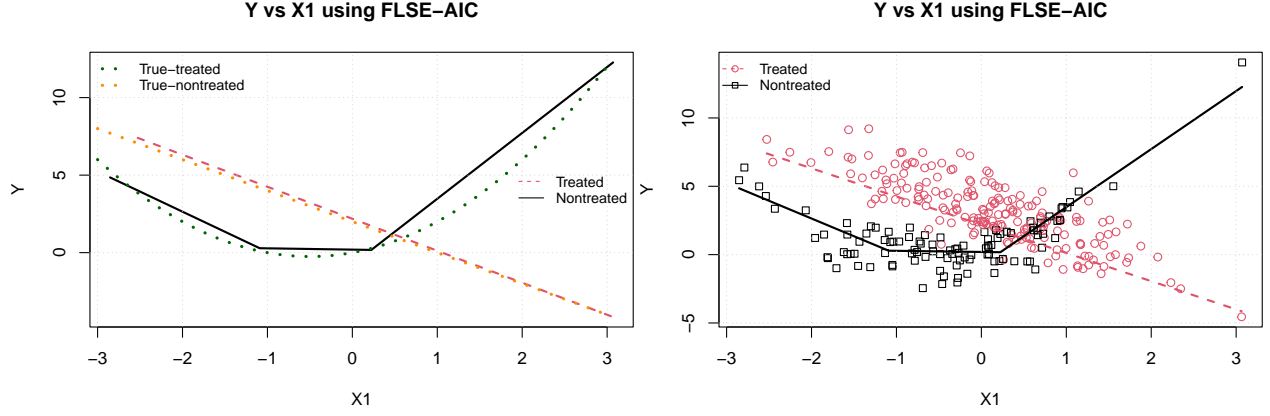 Y vs X1 using FLSE−AIC
True−treated
True−nontreated
Treated
Nontreated
Y
10
5
0
−3
−2
−1
0
1
2
3
X1
Y vs X1 using FLSE−AIC
Treated
Nontreated
Y
10
5
0
−5
−3
−2
−1
0
1
2
3
X1